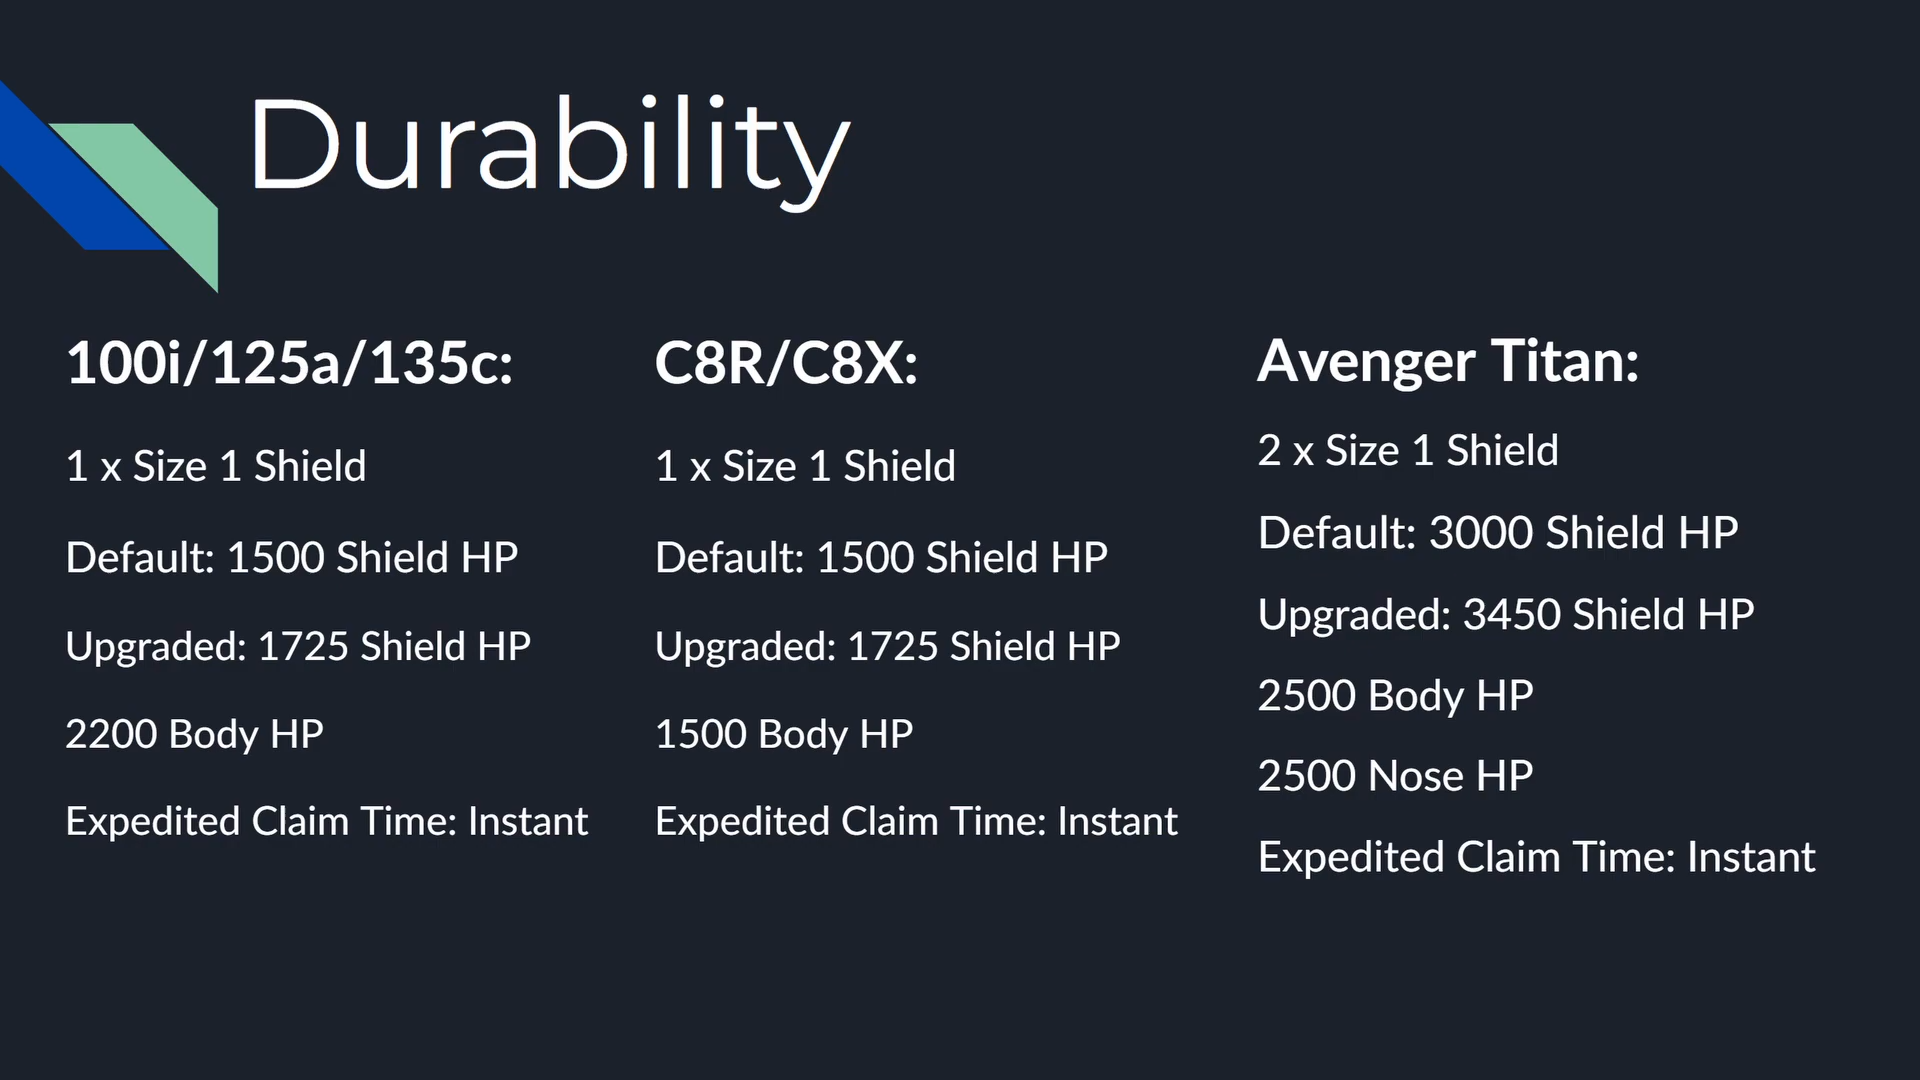 Durability
100i/125a/135c:
1 x Size 1 Shield
Default: 1500 Shield HP
Upgraded: 1725 Shield HP
2200 Body HP
Expedited Claim Time: Instant
C8R/C8X:
1 x Size 1 Shield
Default: 1500 Shield HP
Upgraded: 1725 Shield HP
1500 Body HP
Expedited Claim Time: Instant
Avenger Titan:
2 x Size 1 Shield
Default: 3000 Shield HP
Upgraded: 3450 Shield HP
2500 Body HP
2500 Nose HP
Expedited Claim Time: Instant